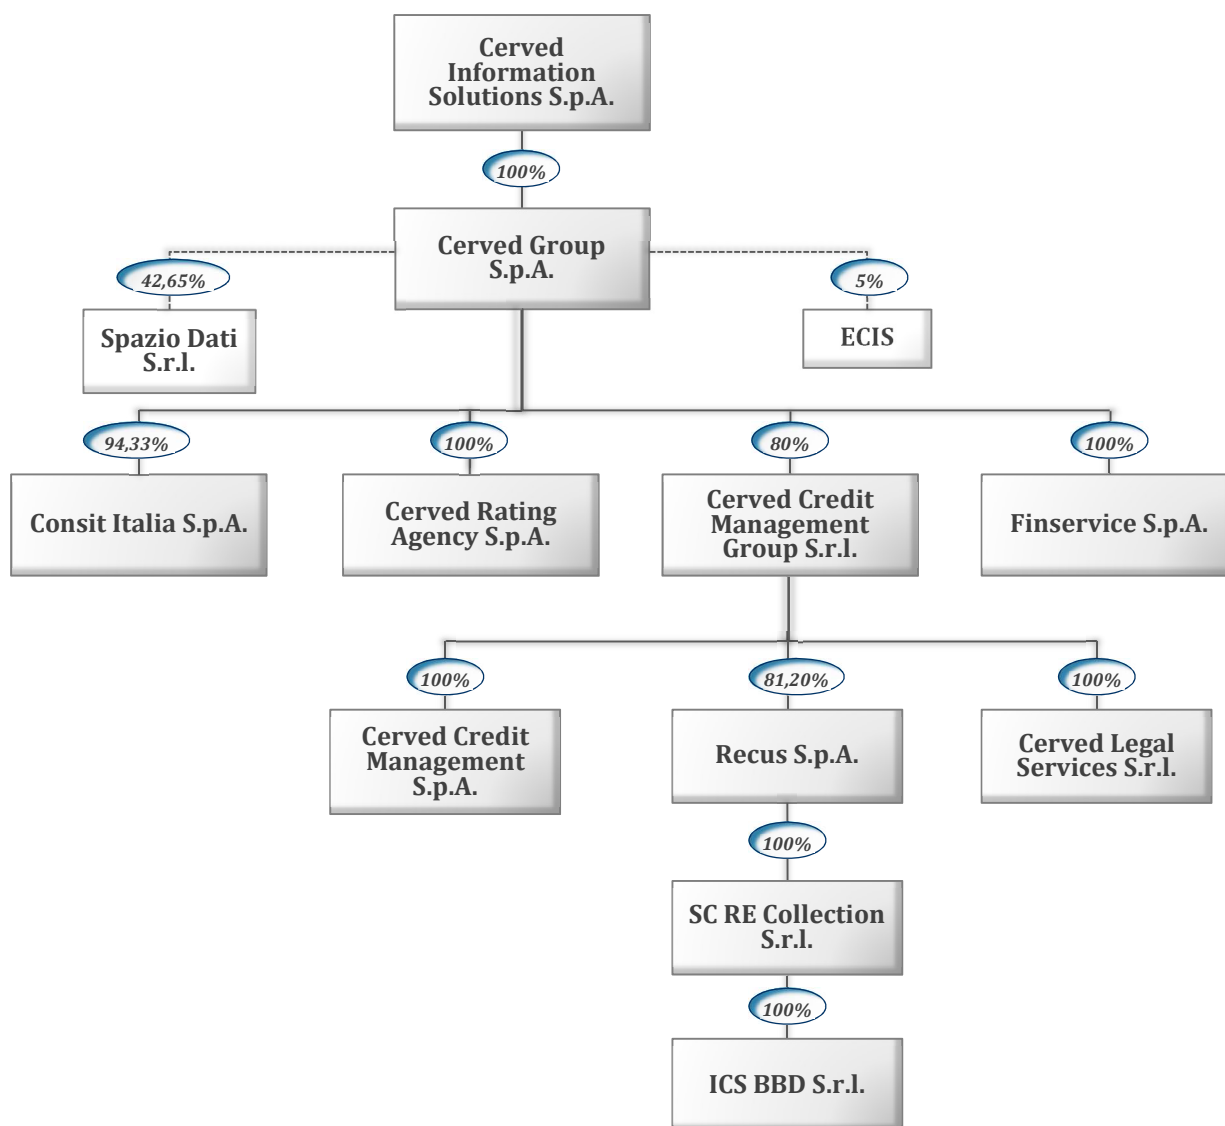 Cerved
Information
Solutions S.p.A.
100%
Cerved Group
S.p.A.
42,65%
5%
Spazio Dati
S.r.l.
ECIS
94,33%
100%
80%
100%
Consit Italia S.p.A.
Cerved Rating
Agency S.p.A.
Cerved Credit
Management
Group S.r.l.
Finservice S.p.A.
100%
81,20%
100%
Cerved Credit
Management
S.p.A.
Recus S.p.A.
Cerved Legal
Services S.r.l.
100%
SC RE Collection
S.r.l.
100%
ICS BBD S.r.l.